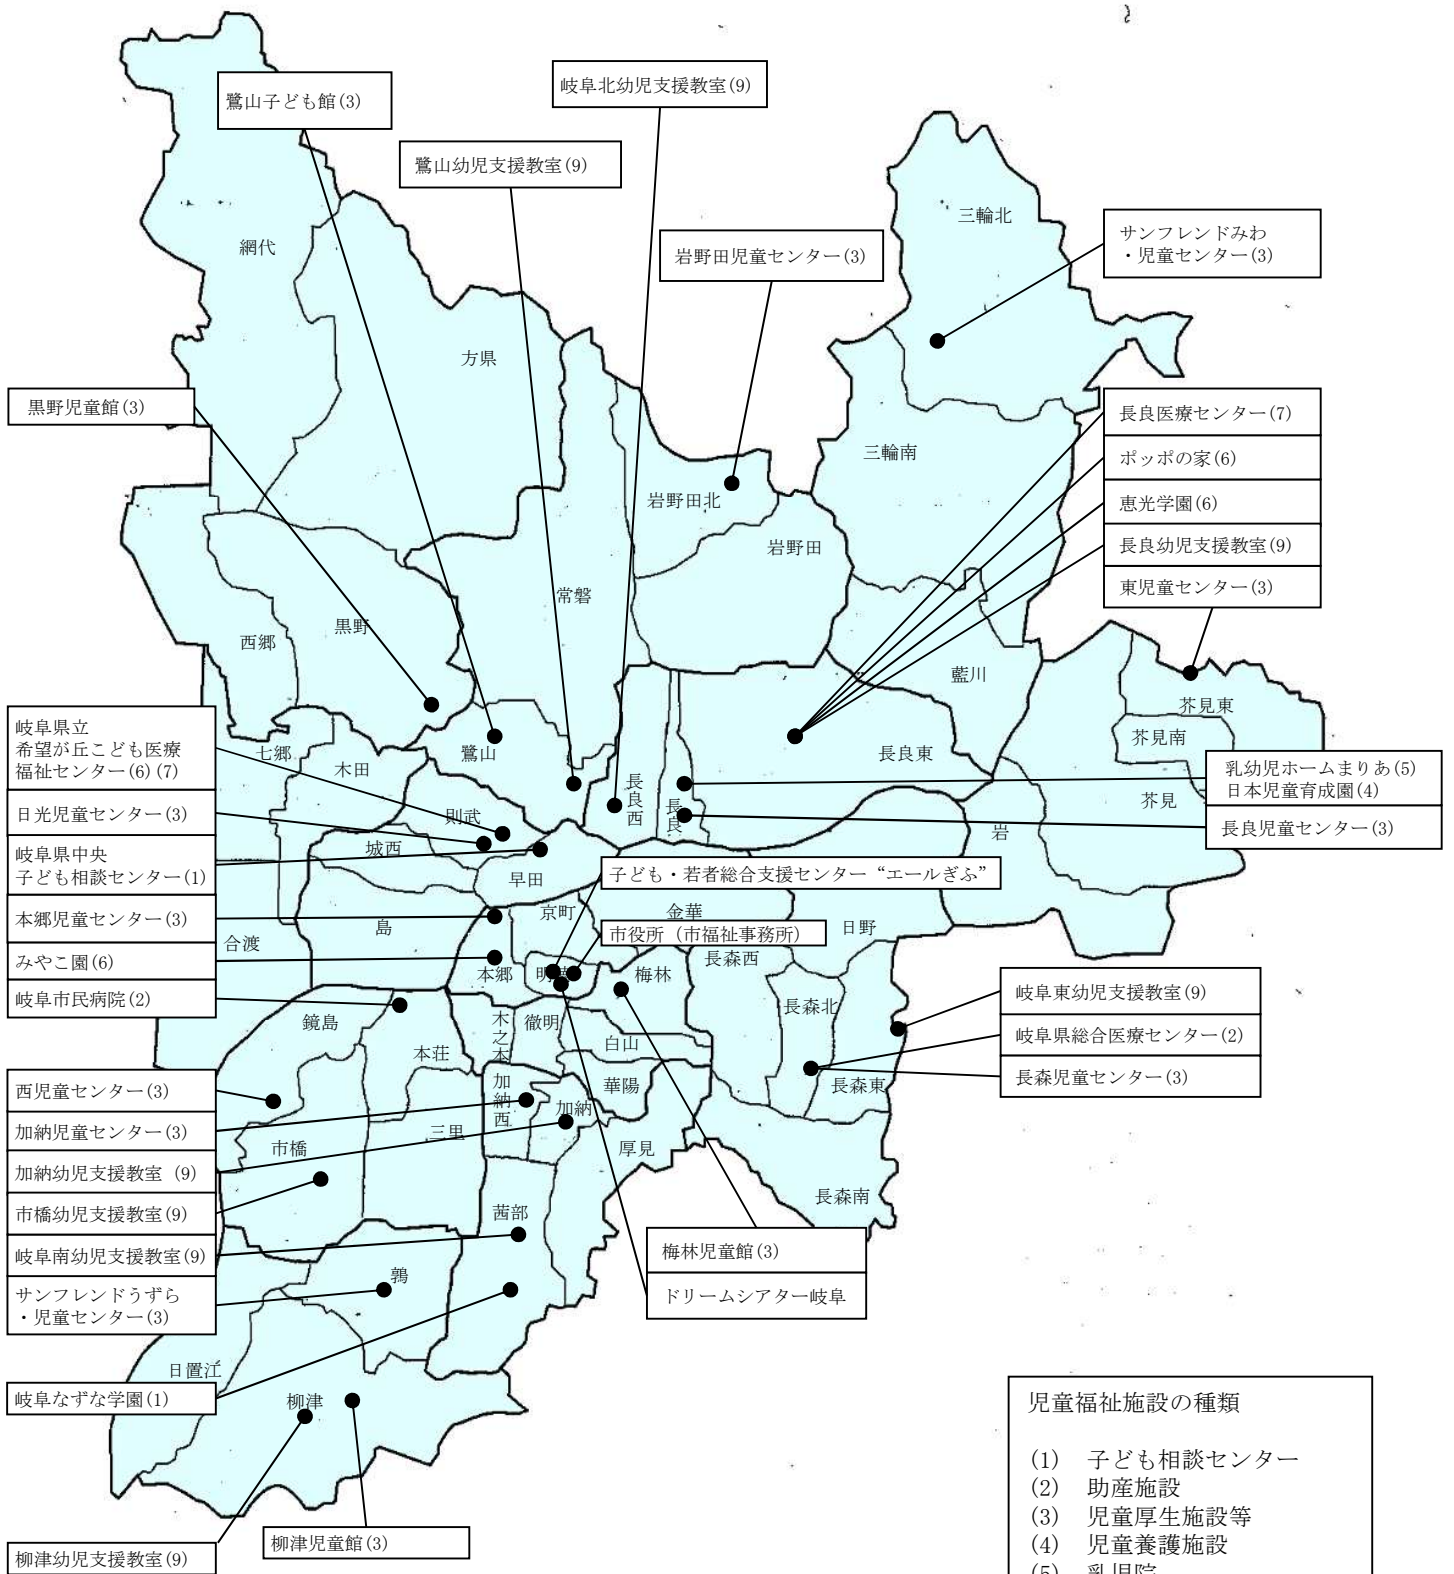 鷺山子ども館(3)
岐阜北幼児支援教室(9)
鷺山幼児支援教室(9)
岩野田児童センター(3)
三輪北
サンフレンドみわ
・児童センター(3)
網代
方県
黒野児童館(3)
三輪南
長良医療センター(7)
ポッポの家(6)
恵光学園(6)
長良幼児支援教室(9)
東児童センター(3)
岩野田北
岩野田
常磐
黒野
西郷
藍川
芥見東
芥見南
芥見
岐阜県立
希望が丘こども医療
福祉センター(6)(7)
七郷
木田
鷺山
長良西
長良
長良東
乳幼児ホームまりあ(5)
日本児童育成園(4)
長良児童センター(3)
岩
日光児童センター(3)
則武
城西
岐阜県中央
子ども相談センター(1)
早田
子ども・若者総合支援センター“エールぎふ”
本郷児童センター(3)
島
京町
金華
日野
市役所（市福祉事務所）
合渡
みやこ園(6)
本郷
明徳
梅林
長森西
岐阜市民病院(2)
鏡島
本荘
木之本
徹明
白山
長森北
岐阜東幼児支援教室(9)
岐阜県総合医療センター(2)
長森児童センター(3)
長森東
西児童センター(3)
加納児童センター(3)
加納幼児支援教室 (9)
市橋幼児支援教室(9)
岐阜南幼児支援教室(9)
サンフレンドうずら
・児童センター(3)
加納西
加納
華陽
三里
市橋
厚見
長森南
茜部
鶉
梅林児童館(3)
ドリームシアター岐阜
日置江
岐阜なずな学園(1)
柳津
柳津幼児支援教室(9)
柳津児童館(3)
児童福祉施設の種類
(1) 子ども相談センター
(2) 助産施設
(3) 児童厚生施設等
(4) 児童養護施設
(5) 乳児院